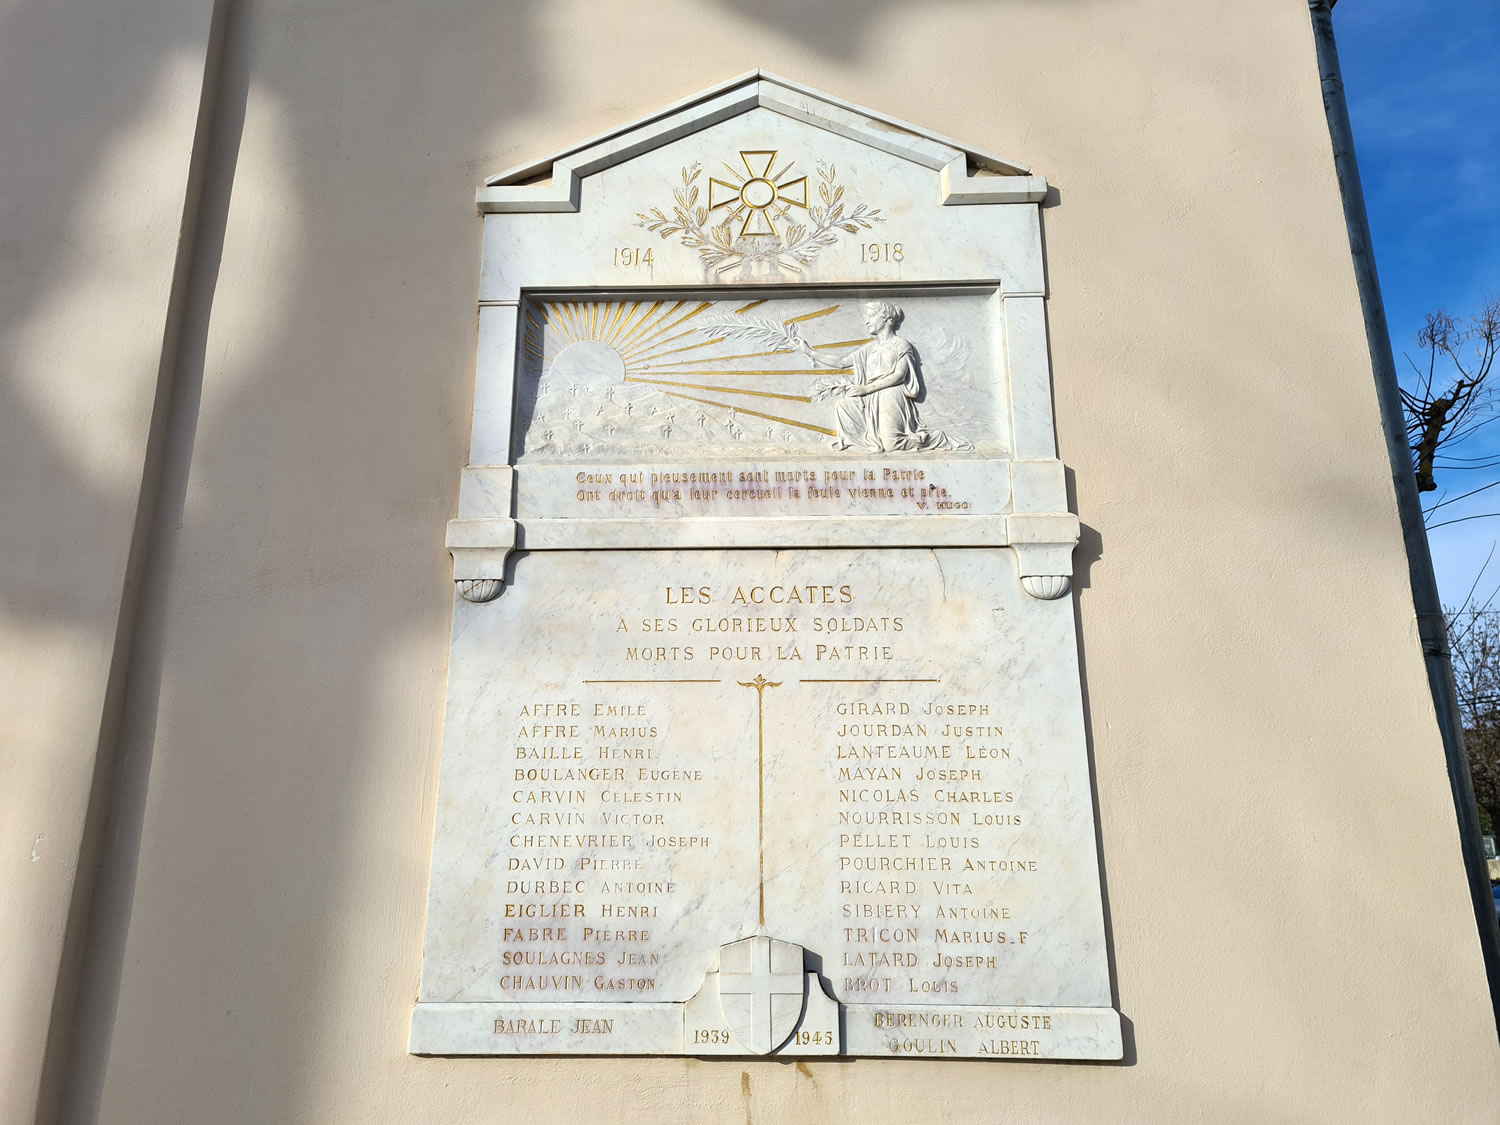 1914 1918
Ceux qui pieusement sont morts pour la Patrie
Ont droit qu'à leur cercueil la foule vienne et prie.
V. HUGO
LES ACCATES
A SES GLORIEUX SOLDATS
MORTS POUR LA PATRIE
AFFRE EMILE
AFFRE MARIUS
BAILLE HENRI
BOULANGER EUGÈNE
CARVIN CÉLESTIN
CARVIN VICTOR
CHENEVRIER JOSEPH
DAVID PIERRE
DURBEC ANTOINE
EIGLIER HENRI
FABRE PIERRE
SOULAGNES JEAN
CHAUVIN GASTON
GIRARD JOSEPH
JOURDAN JUSTIN
LANTEAUME LÉON
MAYAN JOSEPH
NICOLAS CHARLES
NOURRISSON LOUIS
PELLET LOUIS
POURCHIER ANTOINE
RICARD VITA
SIBIERY ANTOINE
TRICON MARIUS-F
LATARD JOSEPH
BROT LOUIS
BARALE JEAN
1939 1945
BERENGER AUGUSTE
GOULIN ALBERT